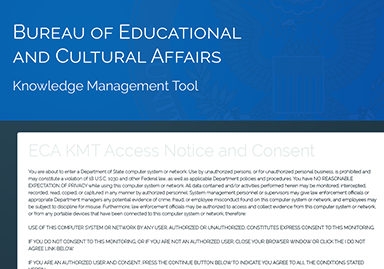 BUREAU OF EDUCATIONAL
AND CULTURAL AFFAIRS
Knowledge Management Tool
ECA KMT Access Notice and Consent
You are about to enter a Department of State computer system or network. Use by unauthorized persons, or for unauthorized personal business, is prohibited and
may constitute a violation of 18 U.S.C. 1030 and other Federal law, as well as applicable Department policies and procedures. You have NO REASONABLE
EXPECTATION OF PRIVACY while using this computer system or network. All data contained and/or activities performed herein may be monitored, intercepted,
recorded, read, copied, or captured in any manner by authorized personnel. System management personnel or supervisors may give law enforcement officials or
appropriate Department managers any potential evidence of crime, fraud, or employee misconduct found on this computer system or network, and employees may
be subject to discipline for misuse. Furthermore, law enforcement officials may be authorized to access and collect evidence from this computer system or network,
or from any portable devices that have been connected to this computer system or network, therefore:
USE OF THIS COMPUTER SYSTEM OR NETWORK BY ANY USER, AUTHORIZED OR UNAUTHORIZED, CONSTITUTES EXPRESS CONSENT TO THIS MONITORING.
IF YOU DO NOT CONSENT TO THIS MONITORING, OR IF YOU ARE NOT AN AUTHORIZED USER, CLOSE YOUR BROWSER WINDOW OR CLICK THE I DO NOT
AGREE LINK BELOW.
IF YOU ARE AN AUTHORIZED USER AND CONSENT, PRESS THE CONTINUE BUTTON BELOW TO INDICATE YOU AGREE TO ALL THE CONDITIONS STATED